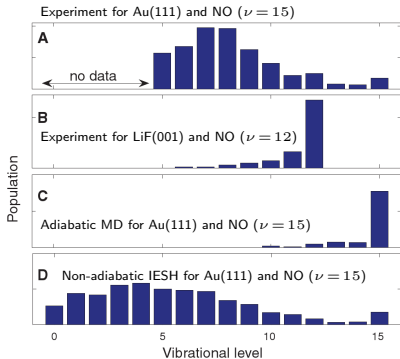 Experiment for Au(111) and NO (ν = 15)
A
no data
B
Experiment for LiF(001) and NO (ν = 12)
C
Adiabatic MD for Au(111) and NO (ν = 15)
D Non-adiabatic IESH for Au(111) and NO (ν = 15)
0 5 10 15
Vibrational level
Population